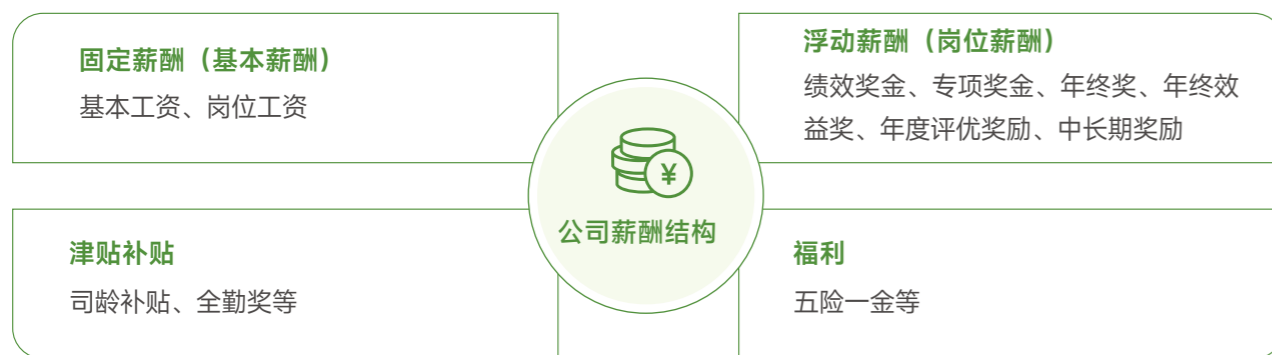 固定薪酬（基本薪酬）
基本工资、岗位工资
浮动薪酬（岗位薪酬）
绩效奖金、专项奖金、年终奖、年终效
益奖、年度评优奖励、中长期奖励
¥
公司薪酬结构
津贴补贴
司龄补贴、全勤奖等
福利
五险一金等